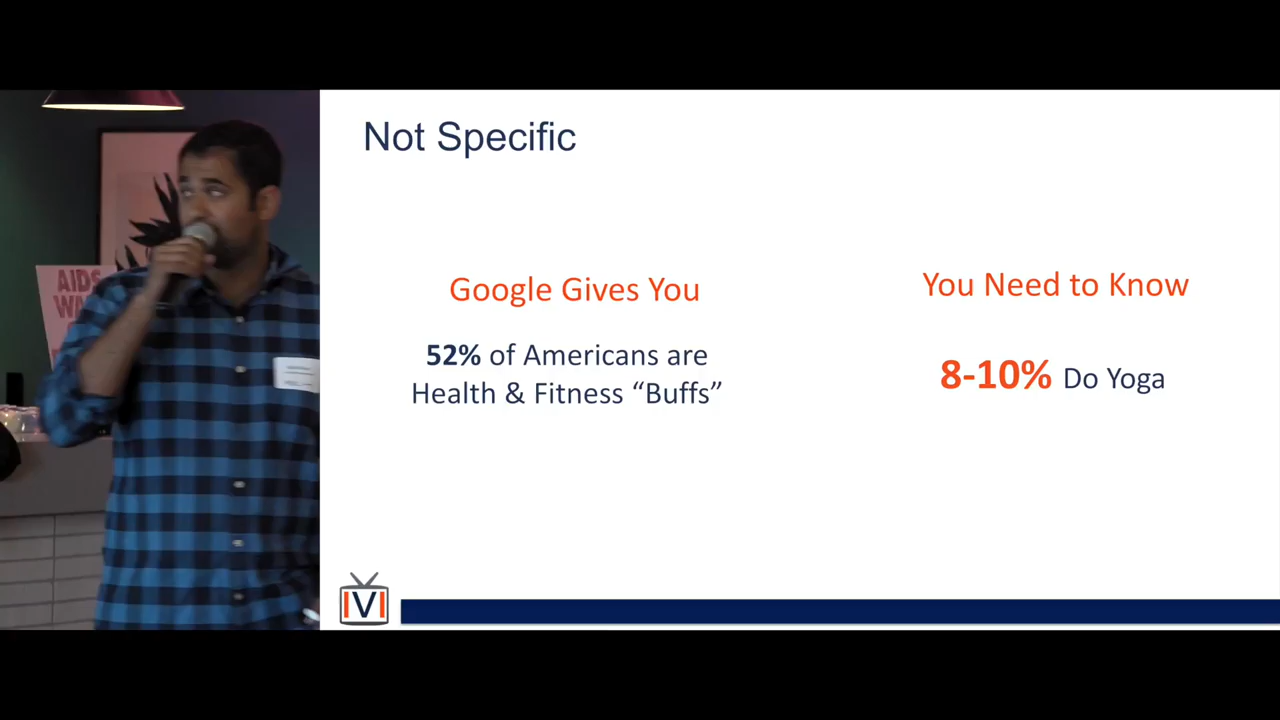 Not Specific
Google Gives You
52% of Americans are
Health & Fitness “Buffs”
You Need to Know
8-10% Do Yoga
AIDS
IVI